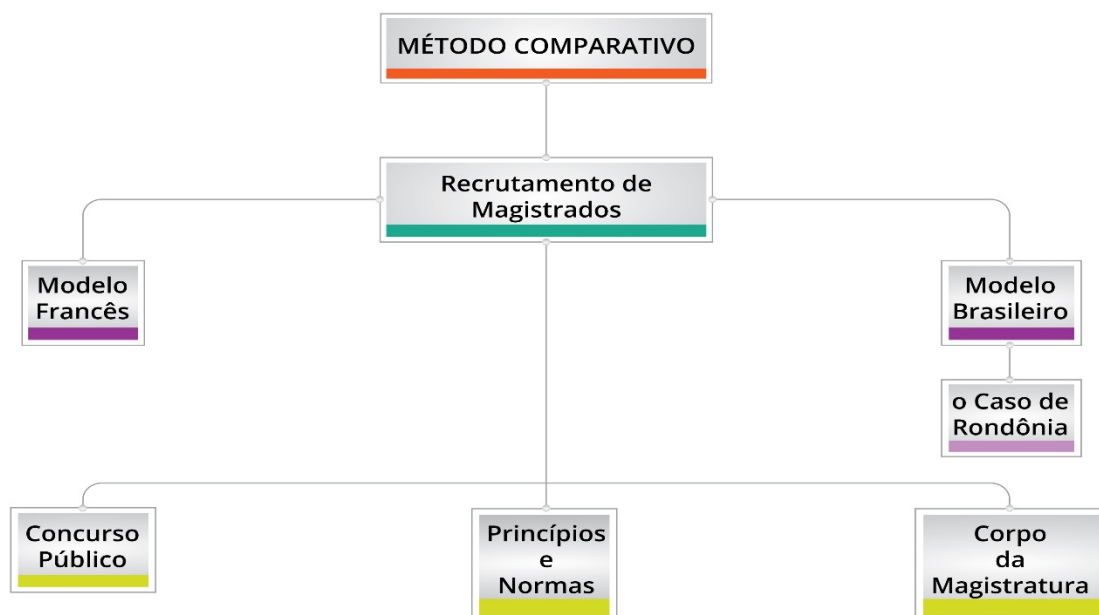 MÉTODO COMPARATIVO
Recrutamento de
Magistrados
Modelo
Francês
Modelo
Brasileiro
o Caso de
Rondônia
Concurso
Público
Princípios
e
Normas
Corpo
da
Magistratura